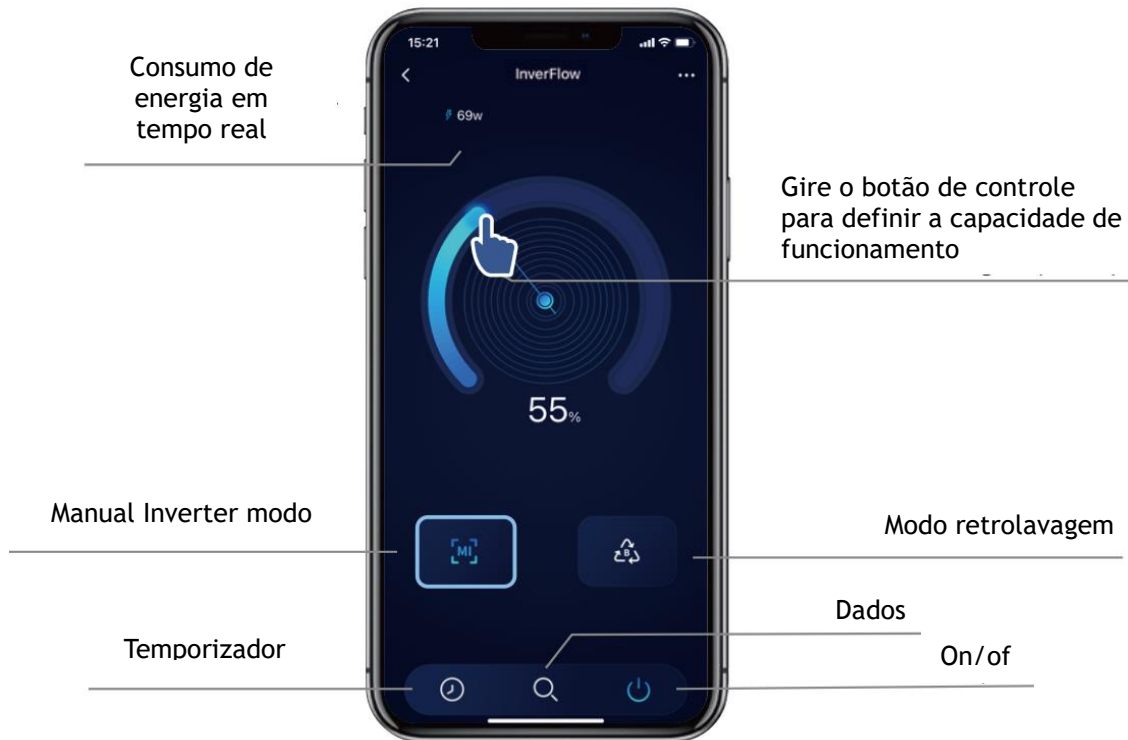 15:21
InverFlow
Consumo de
energia em
tempo real
69w
Gire o botão de controle
para definir a capacidade de
funcionamento
55%
Manual Inverter modo
MI
B
Modo retrolavagem
Dados
Temporizador
On/of